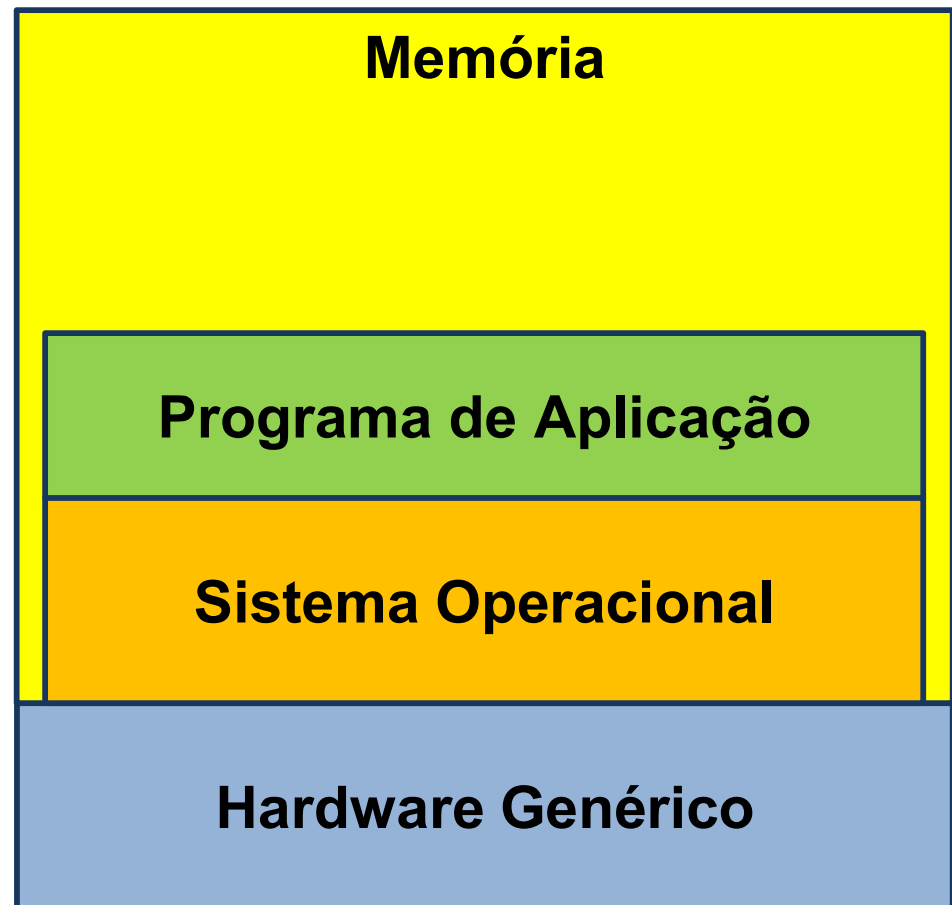 Memória
Programa de Aplicação
Sistema Operacional
Hardware Genérico